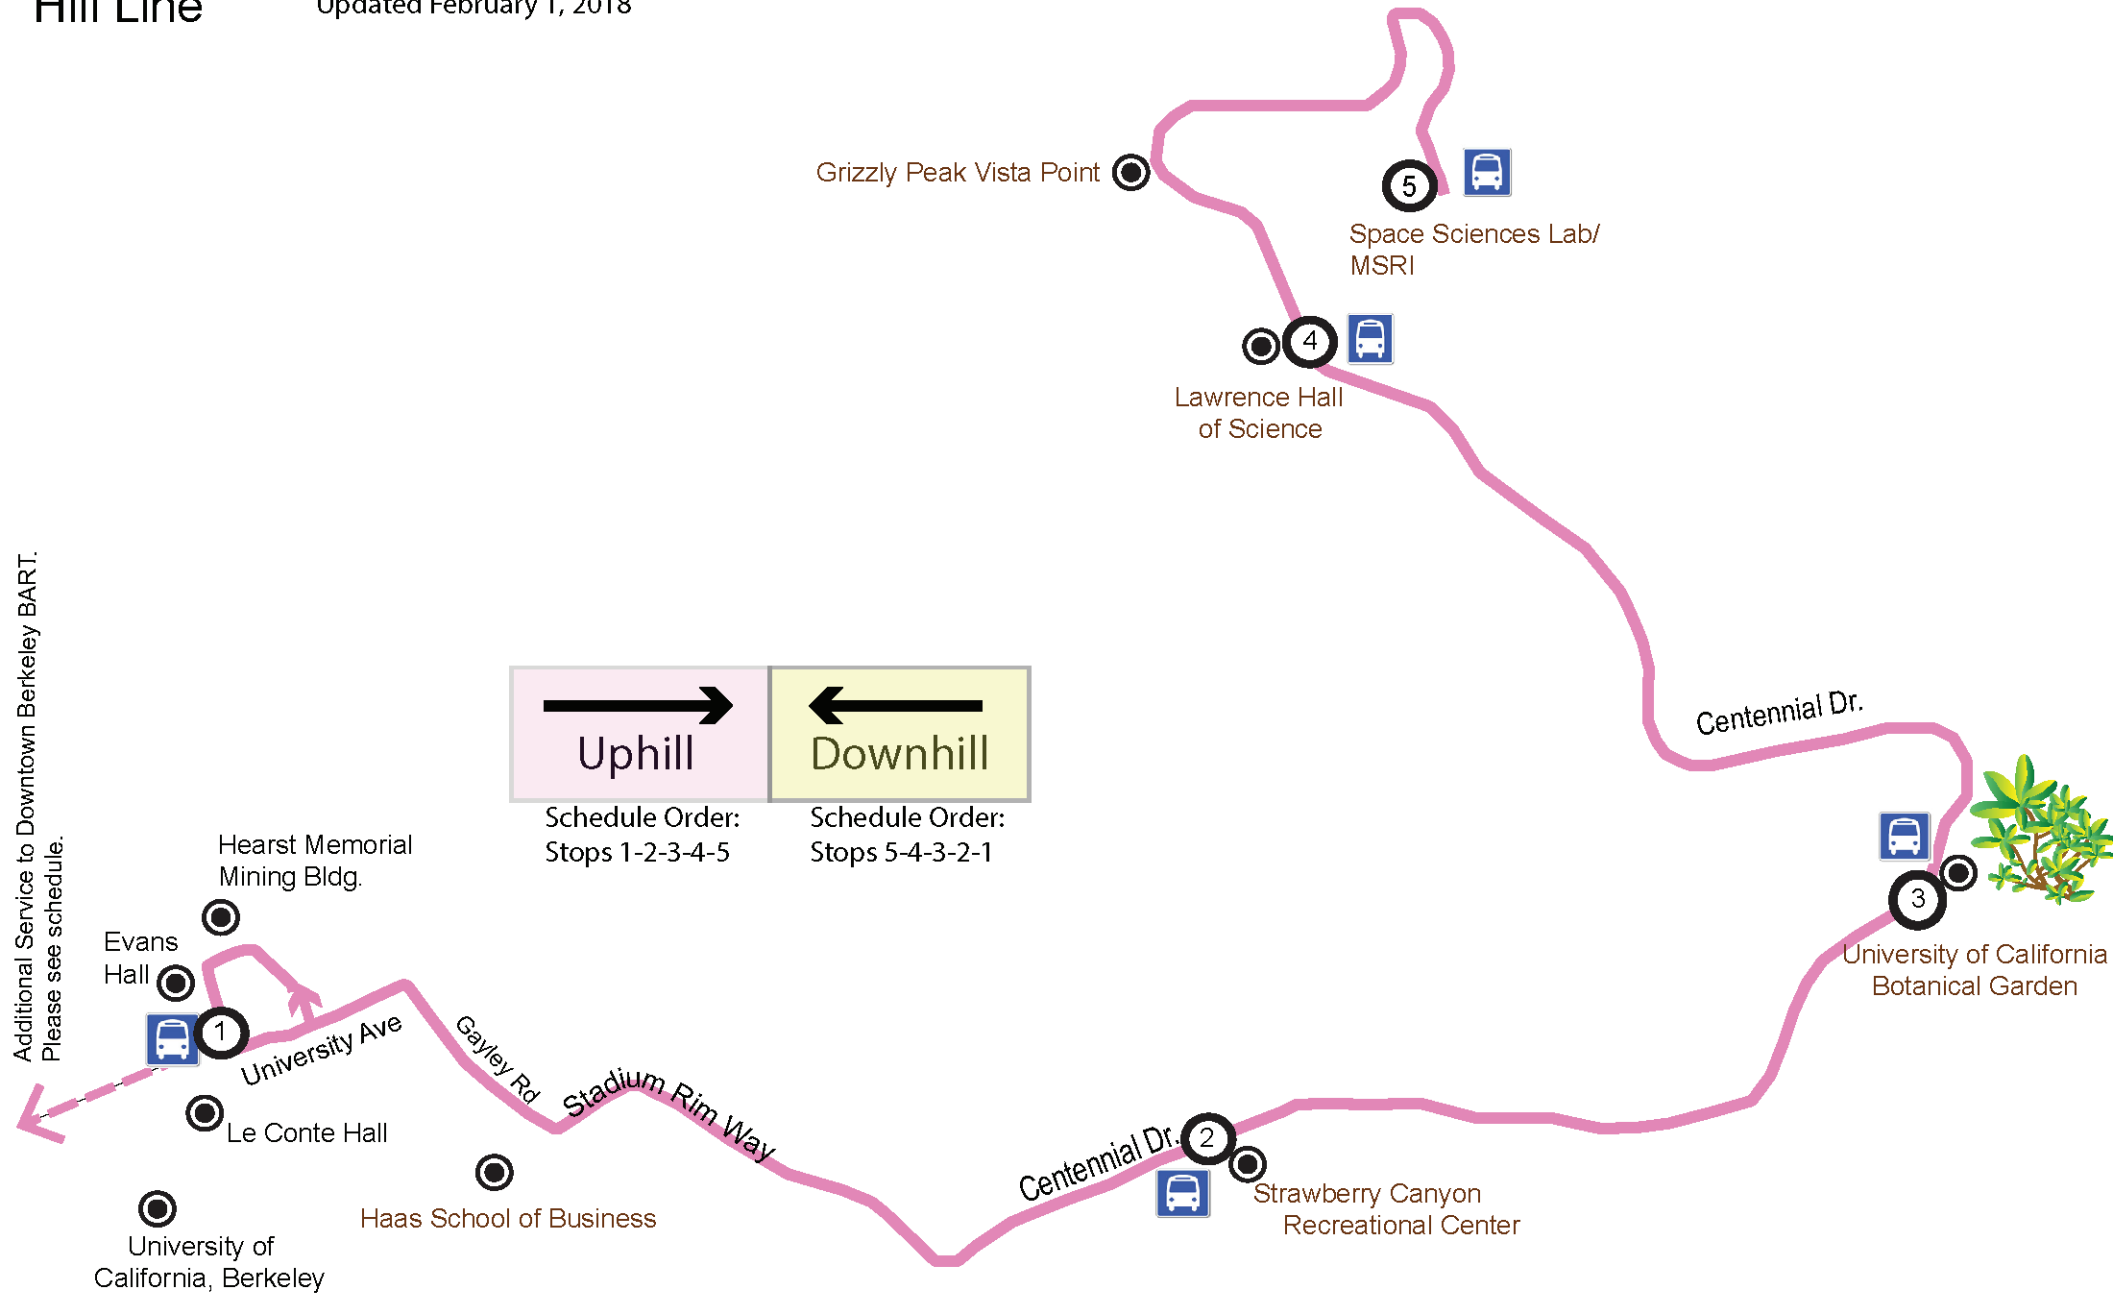 Hill Line
Updated February 1, 2018
Grizzly Peak Vista Point
5
Space Sciences Lab/
MSRI
4
Lawrence Hall
of Science
Centennial Dr.
Uphill
Downhill
Schedule Order:
Stops 1-2-3-4-5
Schedule Order:
Stops 5-4-3-2-1
3
University of California
Botanical Garden
Additional Service to Downtown Berkeley BART.
Please see schedule.
Hearst Memorial
Mining Bldg.
Evans
Hall
1
University Ave
Gayley Rd
Stadium Rim Way
Le Conte Hall
Centennial Dr.
2
Strawberry Canyon
Recreational Center
Haas School of Business
University of
California, Berkeley